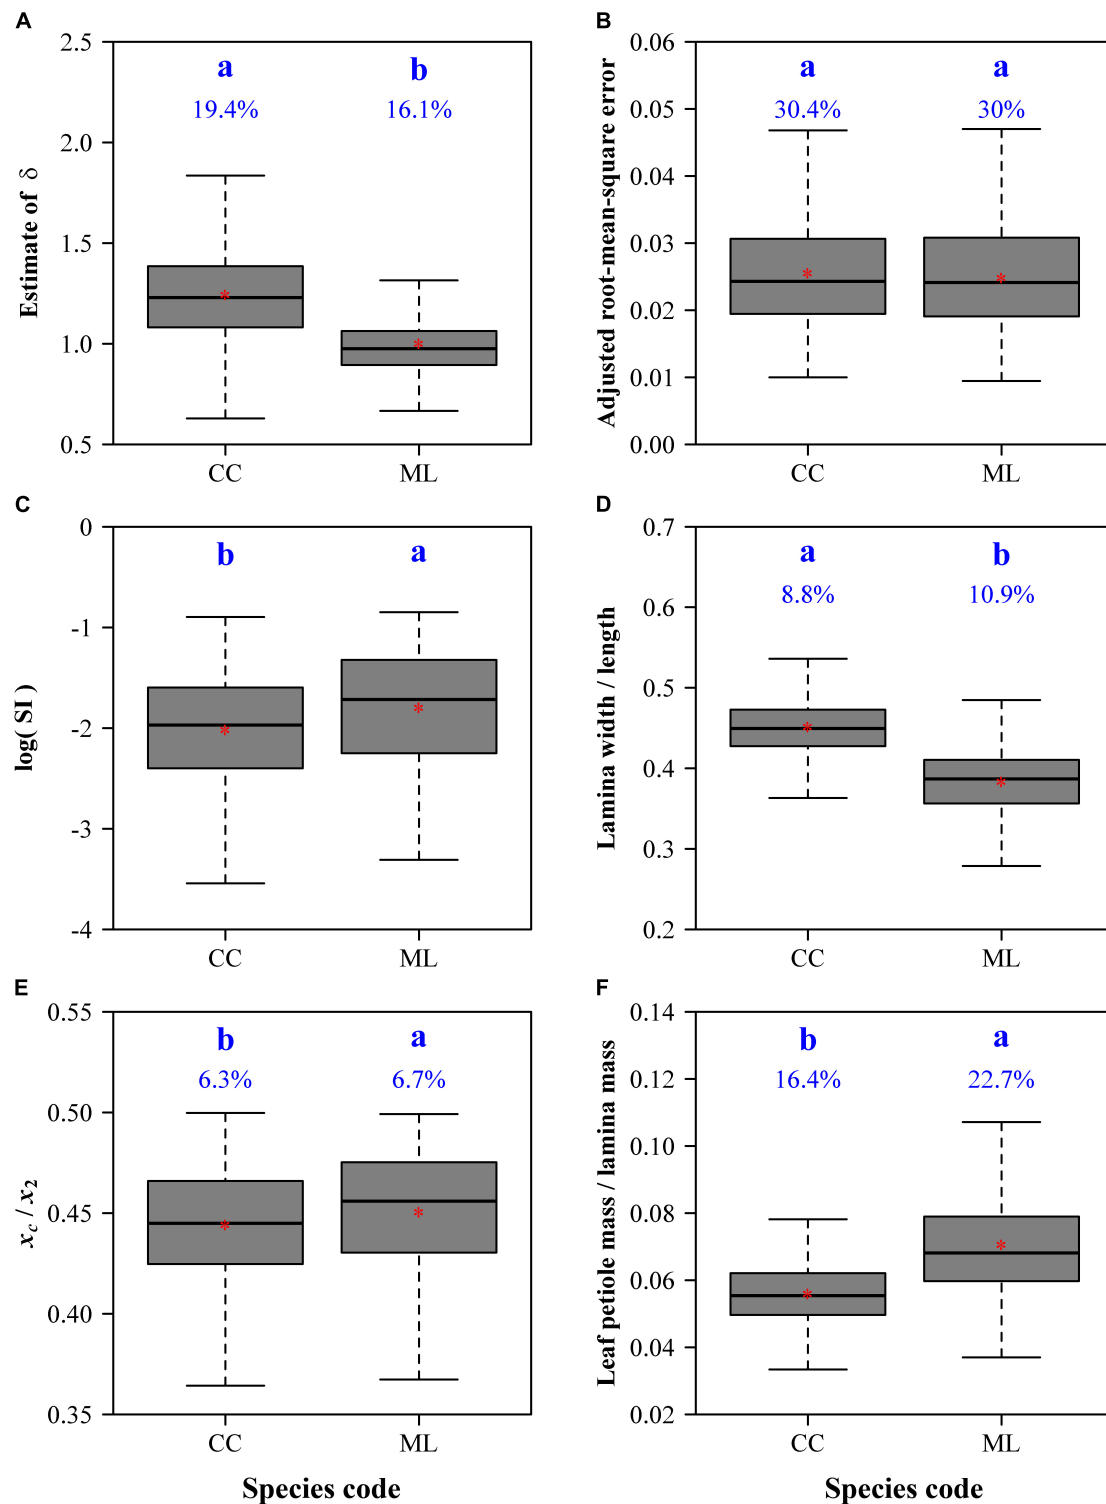 A
2.5
2.0
1.5
1.0
0.5
Estimate of δ
a
b
19.4%
16.1%
*
*
CC
ML
B
0.06
0.05
0.04
0.03
0.02
0.01
0.00
Adjusted root-mean-square error
a
a
30.4%
30%
*
*
CC
ML
C
0
-1
-2
-3
-4
log( SI )
b
a
*
*
CC
ML
D
0.7
0.6
0.5
0.4
0.3
0.2
Lamina width / length
a
b
8.8%
10.9%
*
*
CC
ML
E
0.55
0.50
0.45
0.40
0.35
x_c / x_2
b
a
6.3%
6.7%
*
*
CC
ML
Species code
F
0.14
0.12
0.10
0.08
0.06
0.04
0.02
Leaf petiole mass / lamina mass
b
a
16.4%
22.7%
*
*
CC
ML
Species code